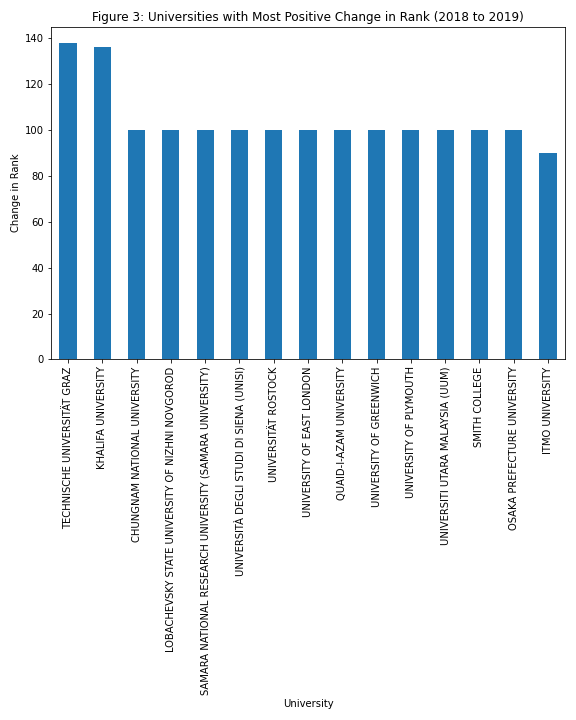 Figure 3: Universities with Most Positive Change in Rank (2018 to 2019)
Change in Rank
140
120
100
80
60
40
20
0
TECHNISCHE UNIVERSITÄT GRAZ
KHALIFA UNIVERSITY
CHUNGNAM NATIONAL UNIVERSITY
LOBACHEVSKY STATE UNIVERSITY OF NIZHNI NOVGOROD
SAMARA NATIONAL RESEARCH UNIVERSITY (SAMARA UNIVERSITY)
UNIVERSITÀ DEGLI STUDI DI SIENA (UNISI)
UNIVERSITÄT ROSTOCK
UNIVERSITY OF EAST LONDON
QUAID-I-AZAM UNIVERSITY
UNIVERSITY OF GREENWICH
UNIVERSITY OF PLYMOUTH
UNIVERSITI UTARA MALAYSIA (UUM)
SMITH COLLEGE
OSAKA PREFECTURE UNIVERSITY
ITMO UNIVERSITY
University